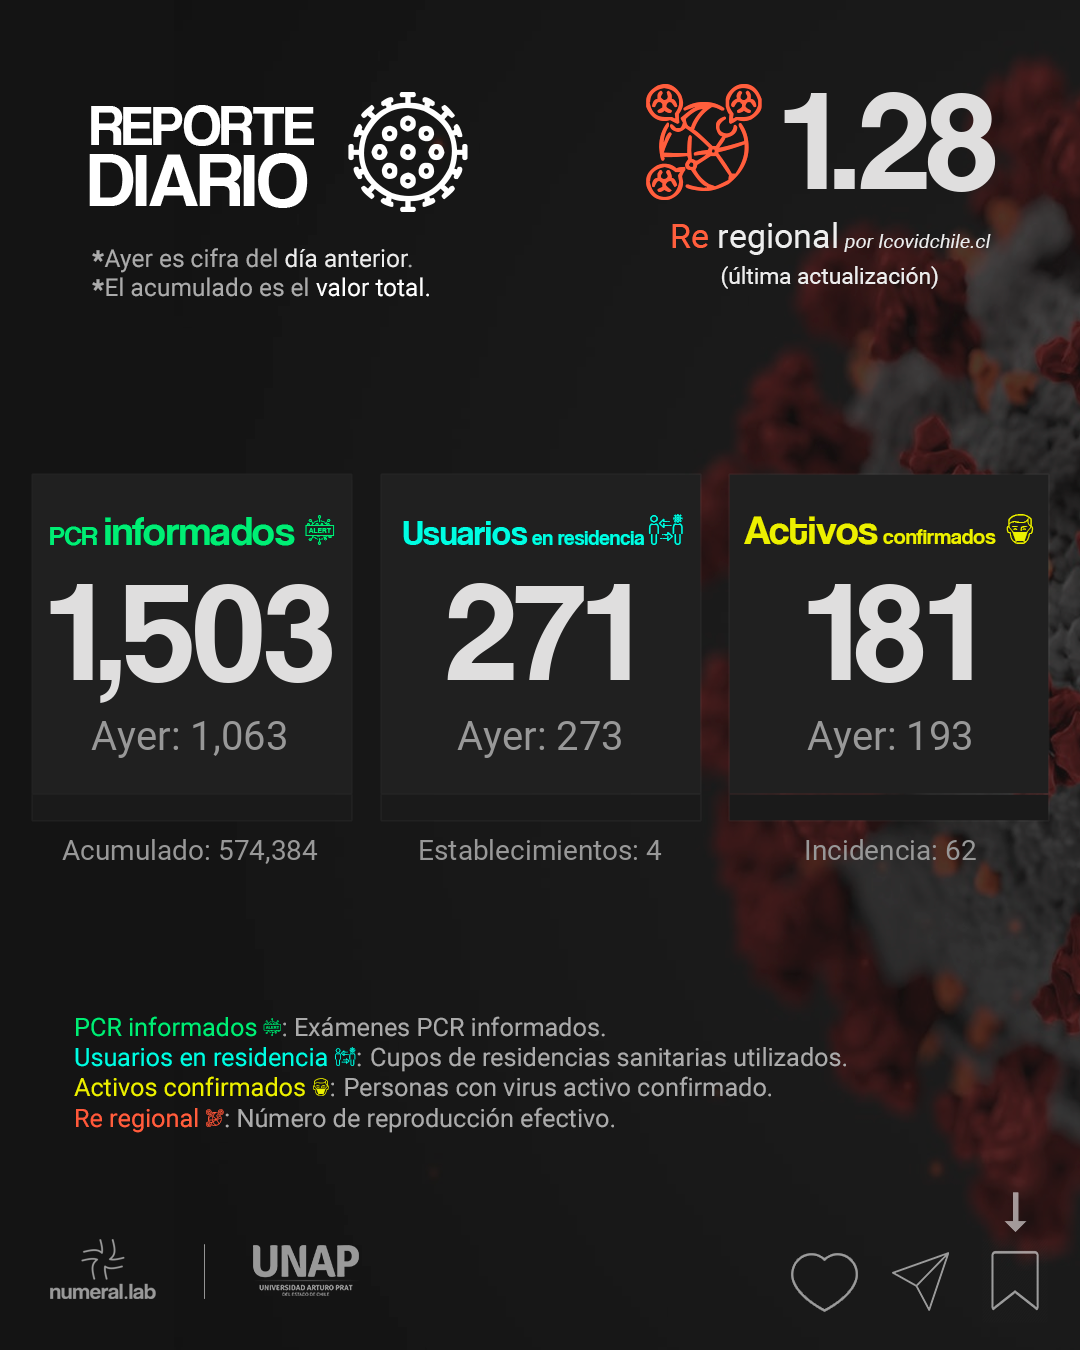 REPORTE
DIARIO
*Ayer es cifra del día anterior.
*El acumulado es el valor total.
1.28
Re regional por Icovidchile.cl
(última actualización)
PCR informados ALERT
1,503
Ayer: 1,063
Acumulado: 574,384
Usuarios en residencia
271
Ayer: 273
Establecimientos: 4
Activos confirmados
181
Ayer: 193
Incidencia: 62
PCR informados ALERT: Exámenes PCR informados.
Usuarios en residencia : Cupos de residencias sanitarias utilizados.
Activos confirmados : Personas con virus activo confirmado.
Re regional : Número de reproducción efectivo.
numeral.lab
UNAP
UNIVERSIDAD ARTURO PRAT
DEL ESTADO DE CHILE